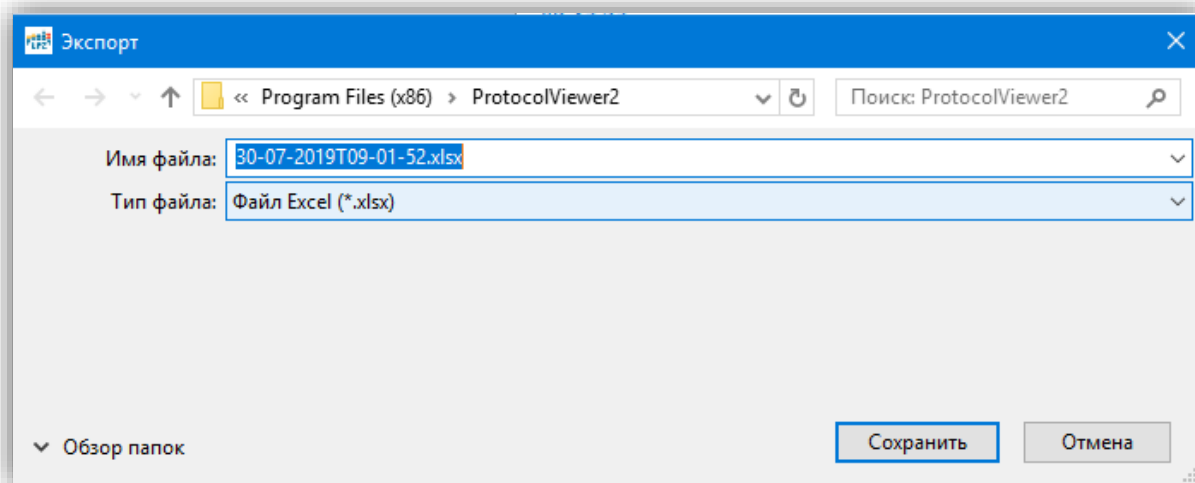 Экспорт
« Program Files (x86) › ProtocolViewer2
Поиск: ProtocolViewer2
Имя файла: 30-07-2019T09-01-52.xlsx
Тип файла: Файл Excel (*.xlsx)
Обзор папок
Сохранить
Отмена